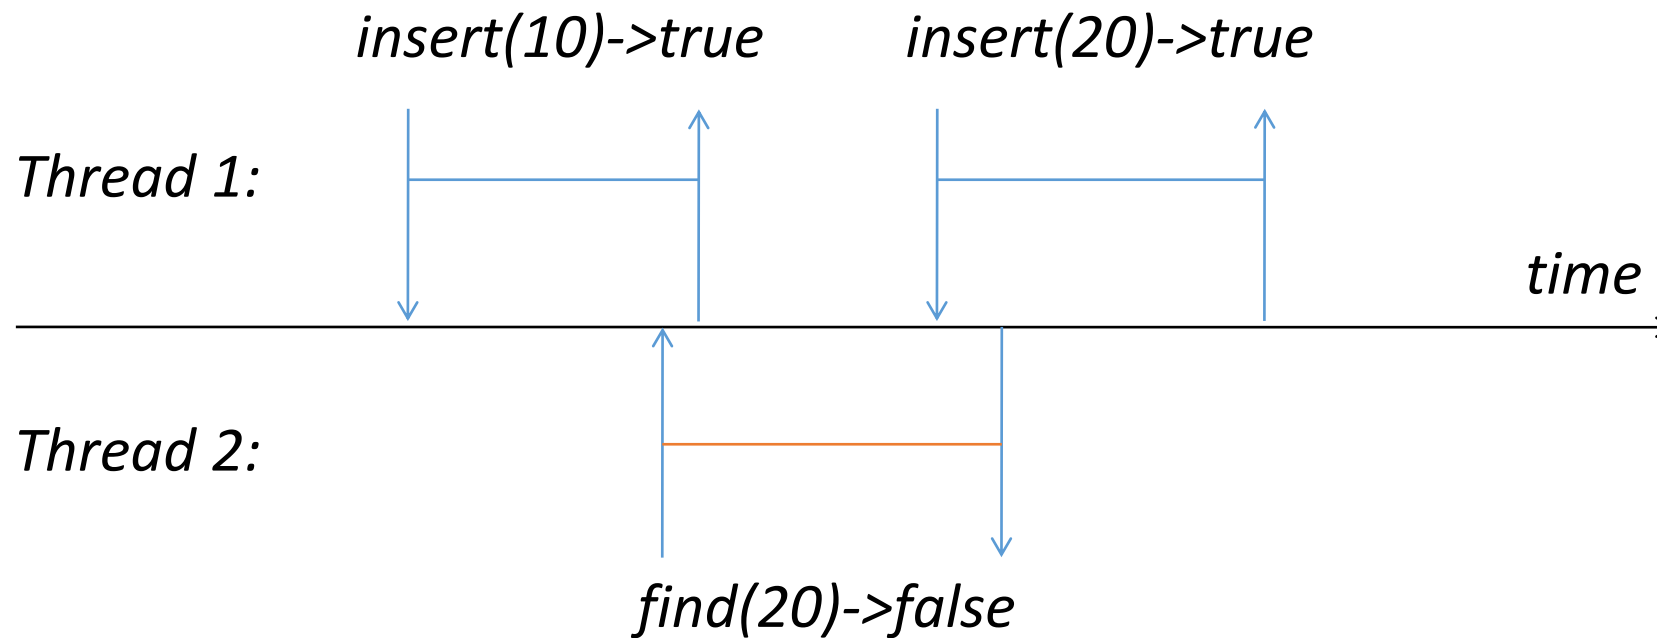 insert(10)->true insert(20)->true
Thread 1:
time
Thread 2:
find(20)->false